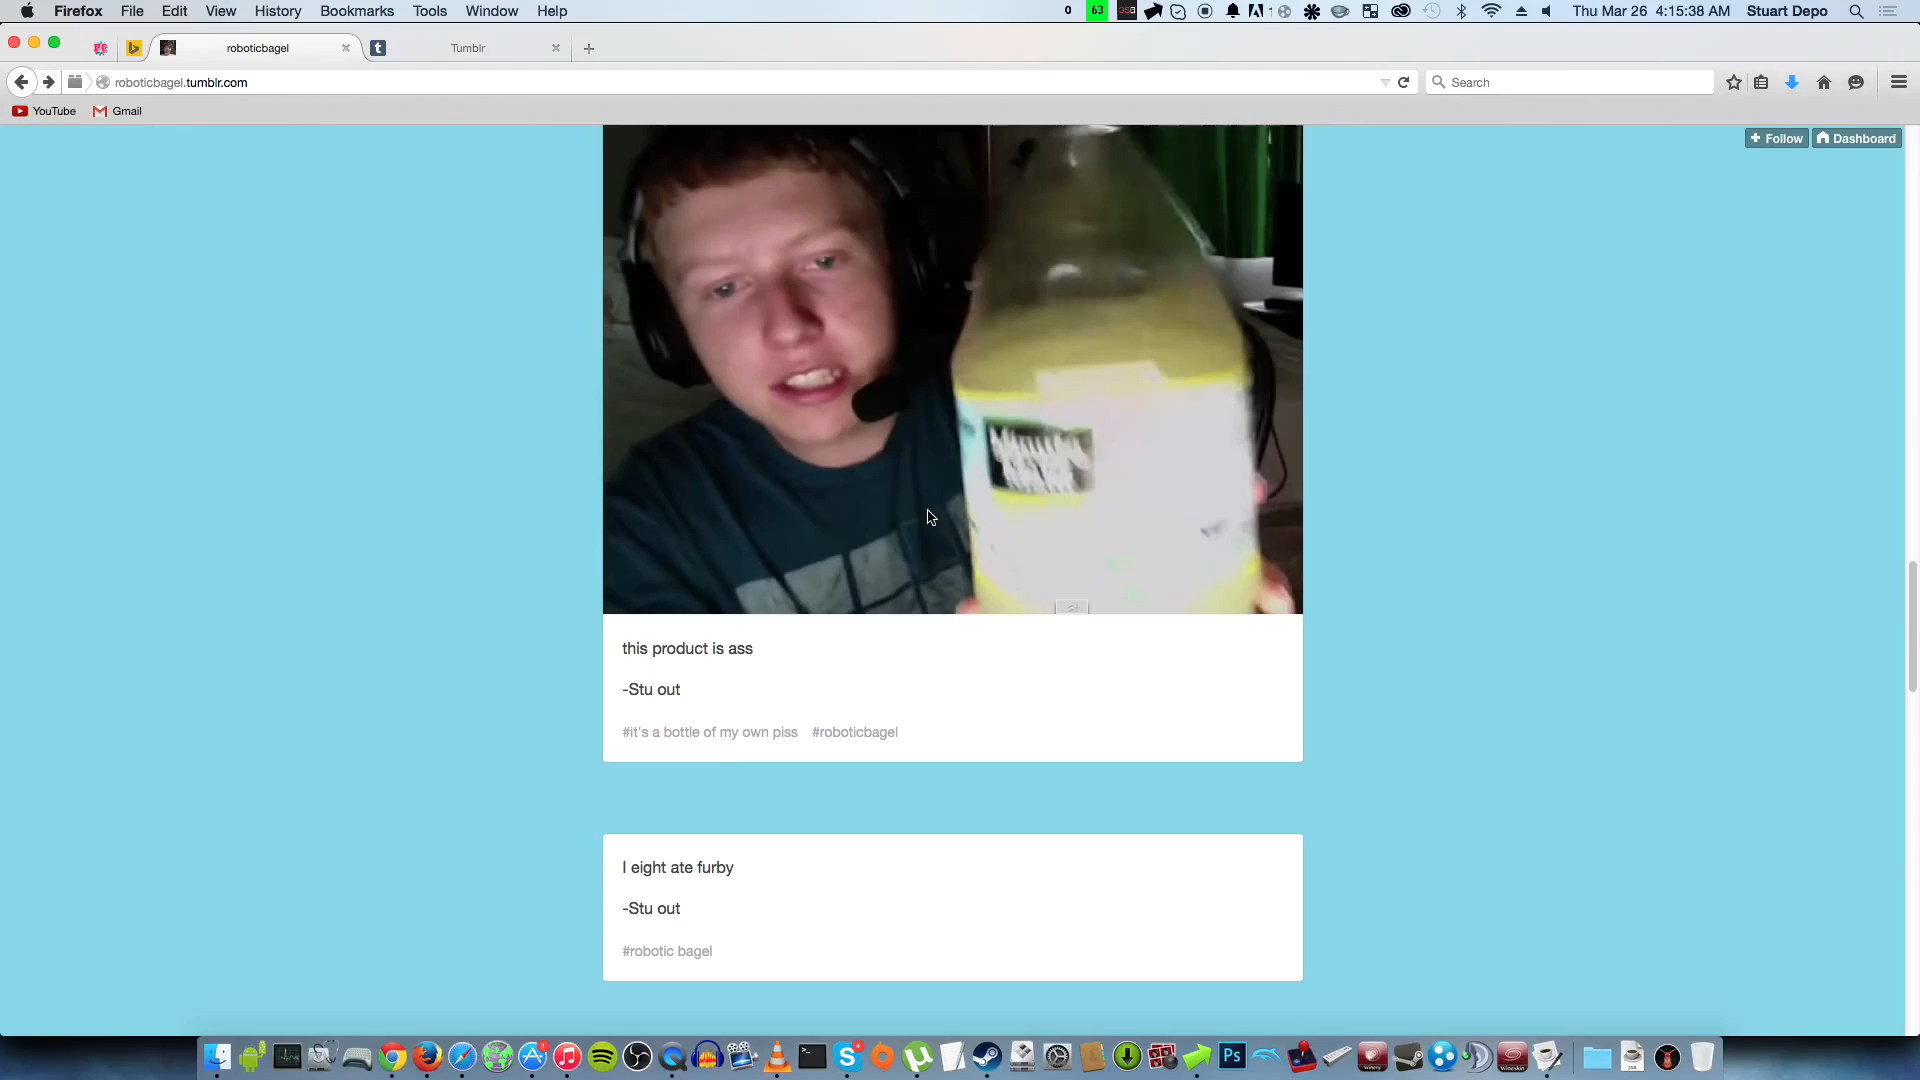 Firefox File Edit View History Bookmarks Tools Window Help 0 63 Thu Mar 26 4:15:38 AM Stuart Depo
roboticbagel Tumblr
roboticbagel.tumblr.com Search
YouTube Gmail
Follow Dashboard
this product is ass
-Stu out
#it's a bottle of my own piss #roboticbagel
I eight ate furby
-Stu out
#robotic bagel